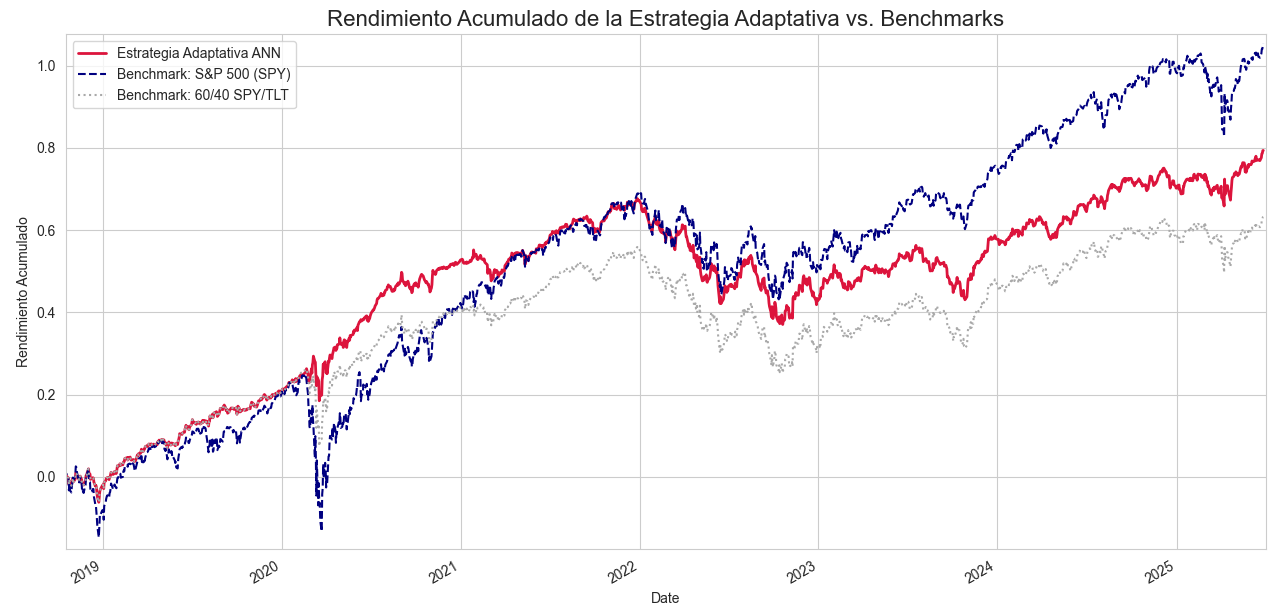 Rendimiento Acumulado de la Estrategia Adaptativa vs. Benchmarks
Estrategia Adaptativa ANN
Benchmark: S&P 500 (SPY)
Benchmark: 60/40 SPY/TLT
Rendimiento Acumulado
1.0
0.8
0.6
0.4
0.2
0.0
2019
2020
2021
2022
2023
2024
2025
Date